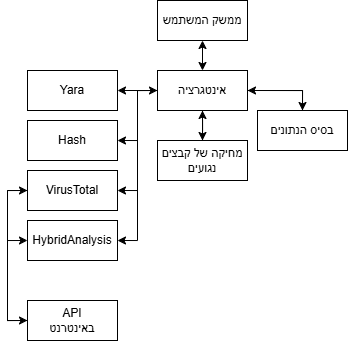 ממשק המשתמש
Yara
אינטגרציה
Hash
בסיס הנתונים
מחיקה של קבצים
נגועים
VirusTotal
HybridAnalysis
API
באינטרנט